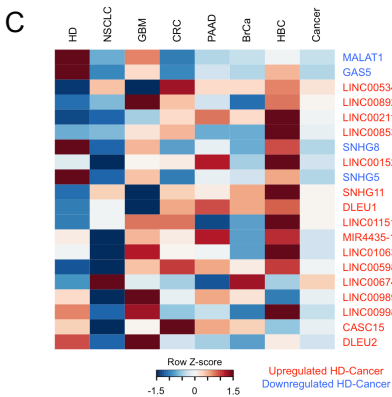 C
HD NSCLC GBM CRC PAAD BrCa HBC Cancer
MALAT1
GAS5
LINC0053
LINC0089
LINC0021
LINC0085
SNHG8
LINC0015
SNHG5
SNHG11
DLEU1
LINC0115
MIR4435-
LINC0106
LINC0059
LINC0067
LINC0098
LINC0099
CASC15
DLEU2
Row Z-score
-1.5 0 1.5
Upregulated HD-Cancer
Downregulated HD-Cancer